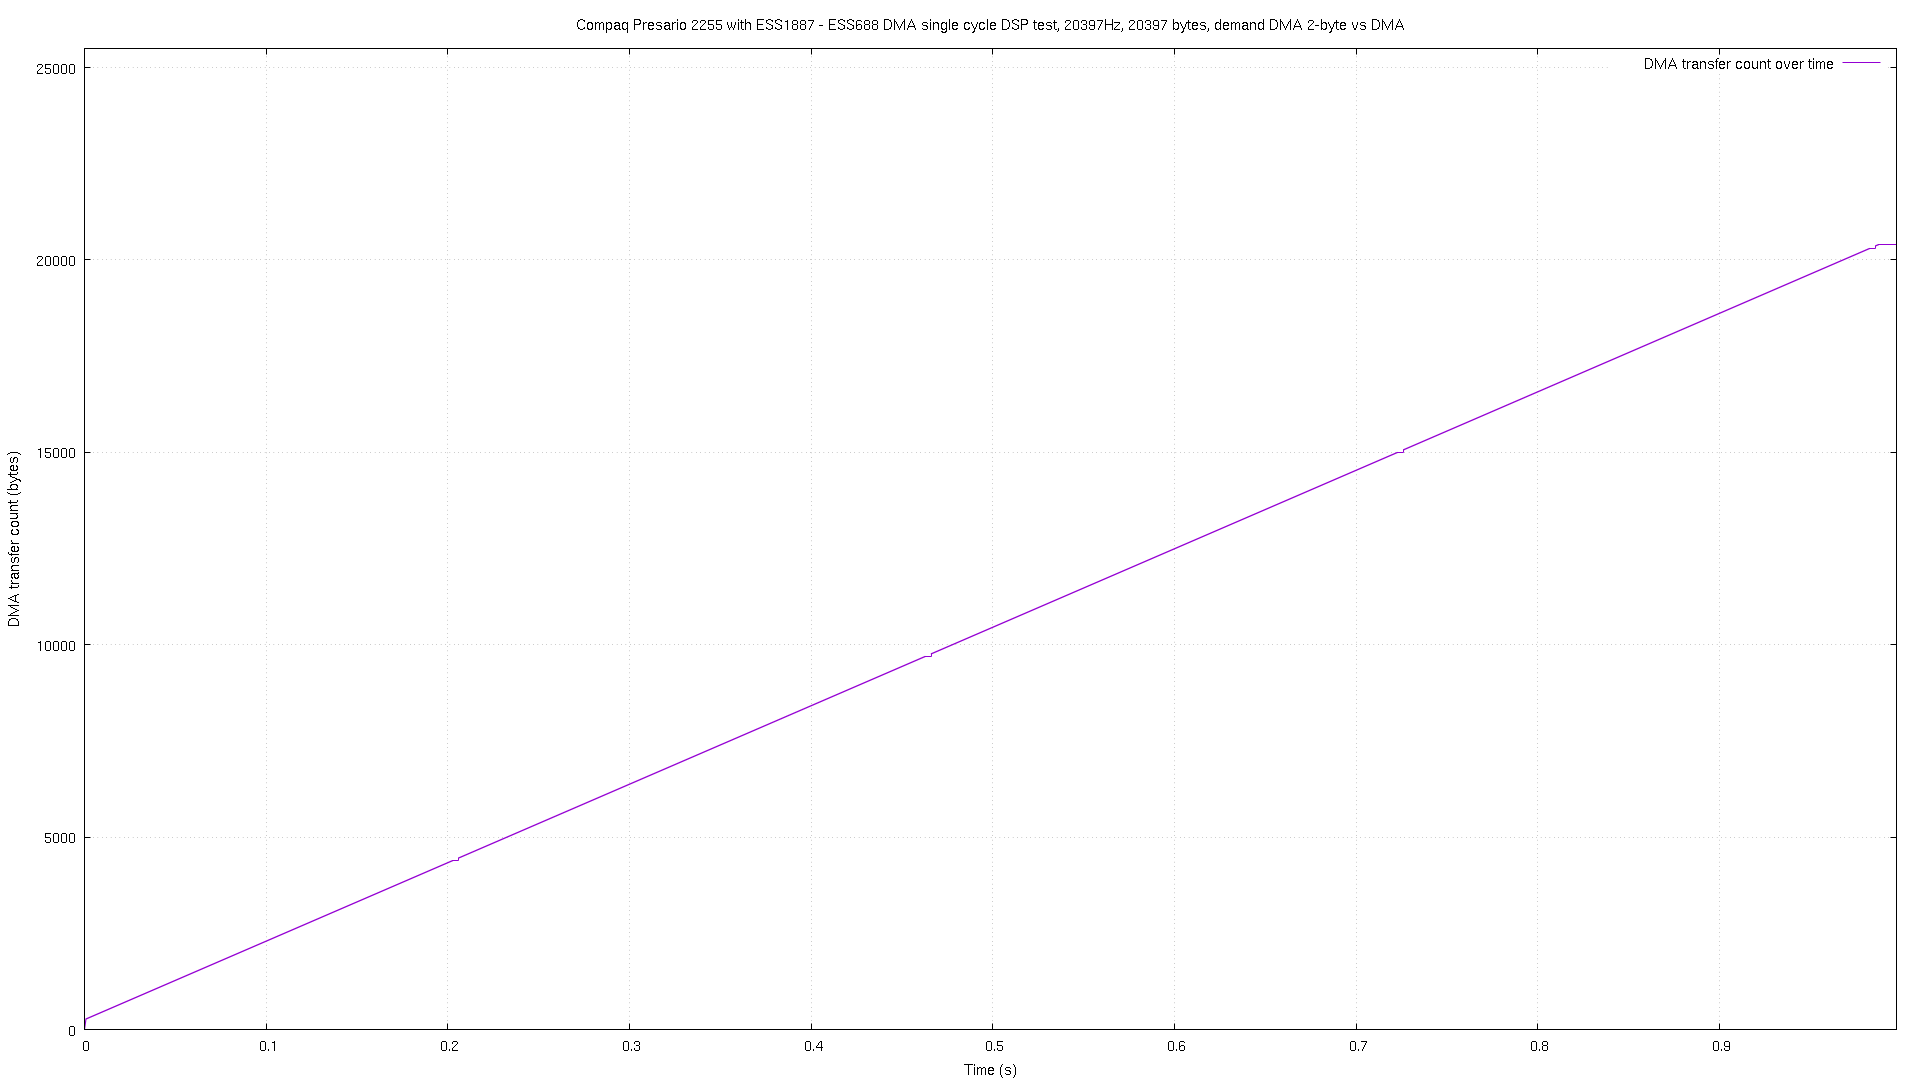 Compaq Presario 2255 with ESS1887 - ESS688 DMA single cycle DSP test, 20397Hz, 20397 bytes, demand DMA 2-byte vs DMA
DMA transfer count over time
25000
20000
15000
10000
5000
0
DMA transfer count (bytes)
0 0.1 0.2 0.3 0.4 0.5 0.6 0.7 0.8 0.9
Time (s)